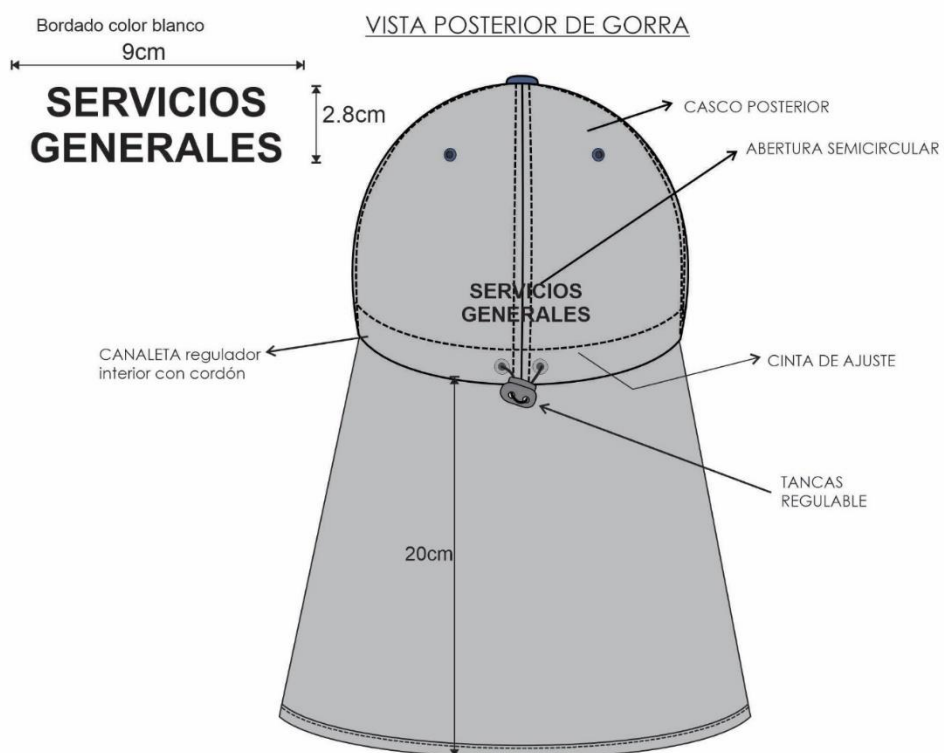 VISTA POSTERIOR DE GORRA
Bordado color blanco
9cm
SERVICIOS
GENERALES
2.8cm
CASCO POSTERIOR
ABERTURA SEMICIRCULAR
SERVICIOS
GENERALES
CANALETA regulador
interior con cordón
CINTA DE AJUSTE
TANCAS
REGULABLE
20cm